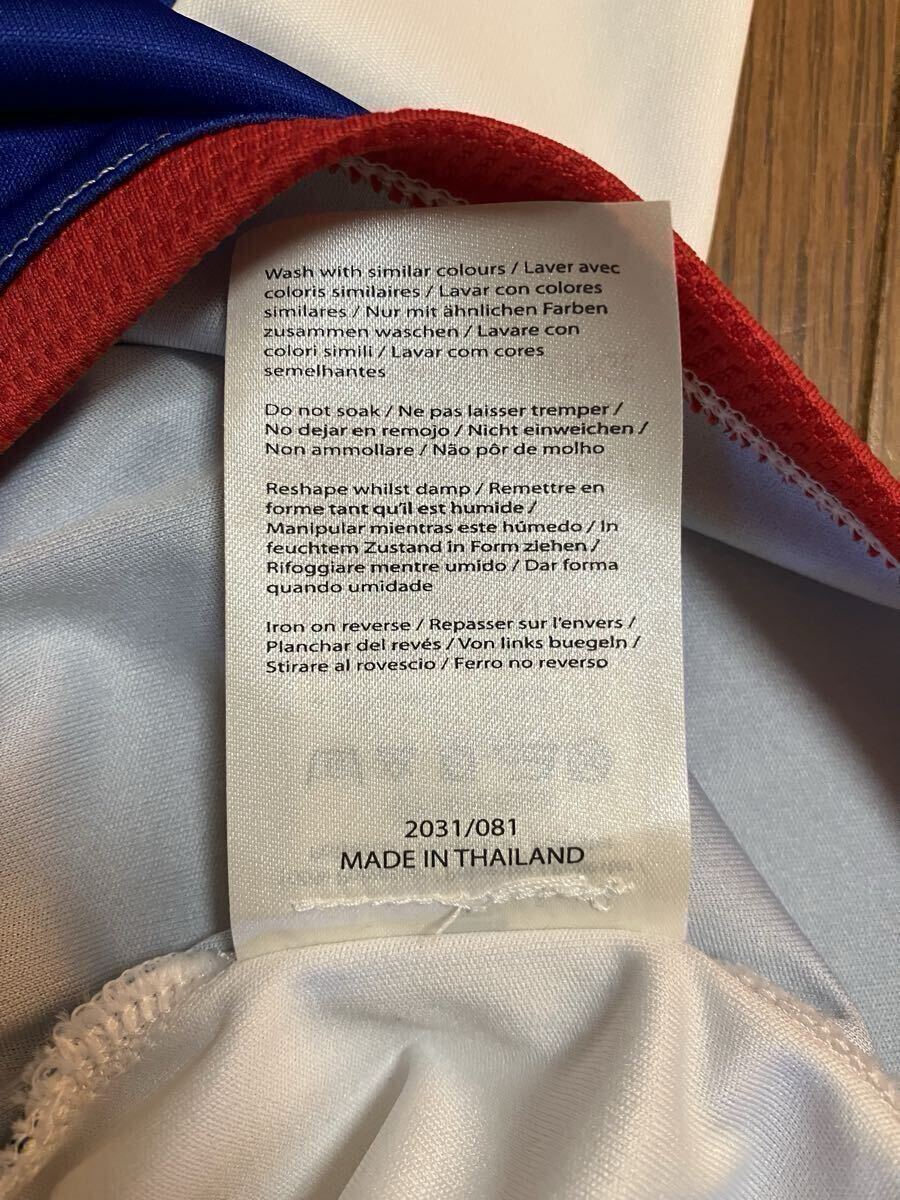 Wash with similar colours / Laver avec
coloris similaires / Lavar con colores
similares / Nur mit ähnlichen Farben
zusammen waschen / Lavare con
colori simili / Lavar com cores
semelhantes
Do not soak / Ne pas laisser tremper /
No dejar en remojo / Nicht einweichen /
Non ammollare / Não pôr de molho
Reshape whilst damp / Remettre en
forme tant qu'il est humide /
Manipular mientras este húmedo / In
feuchtem Zustand in Form ziehen /
Rifoggiare mentre umido / Dar forma
quando umidade
Iron on reverse / Repasser sur l'envers /
Planchar del revés / Von links buegeln /
Stirare al rovescio / Ferro no reverso
2031/081
MADE IN THAILAND